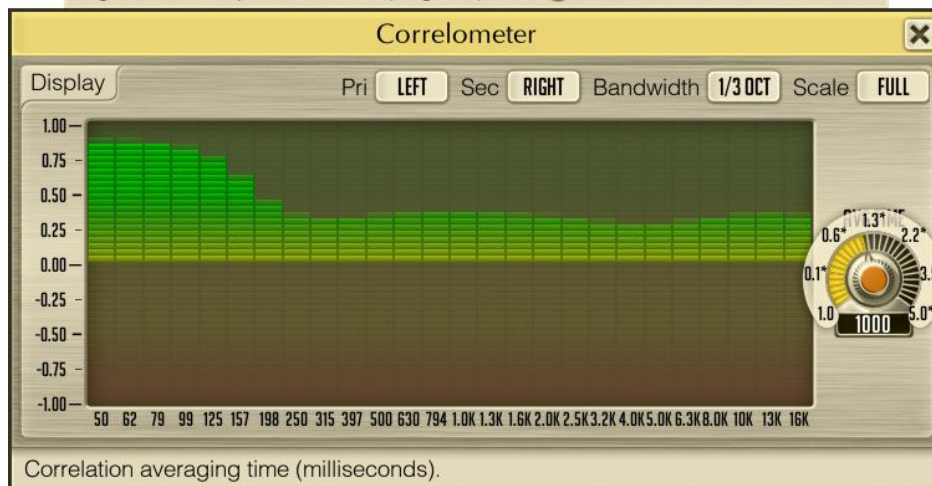 Correlometer
Display
Pri LEFT Sec RIGHT Bandwidth 1/3 OCT Scale FULL
1.00
0.75
0.50
0.25
0.00
-0.25
-0.50
-0.75
-1.00
50 62 79 99 125 157 198 250 315 397 500 630 794 1.0K 1.3K 1.6K 2.0K 2.5K 3.2K 4.0K 5.0K 6.3K 8.0K 10K 13K 16K
1.3*
0.6* 2.2*
0.1*
1.0 5.0*
1000
Correlation averaging time (milliseconds).